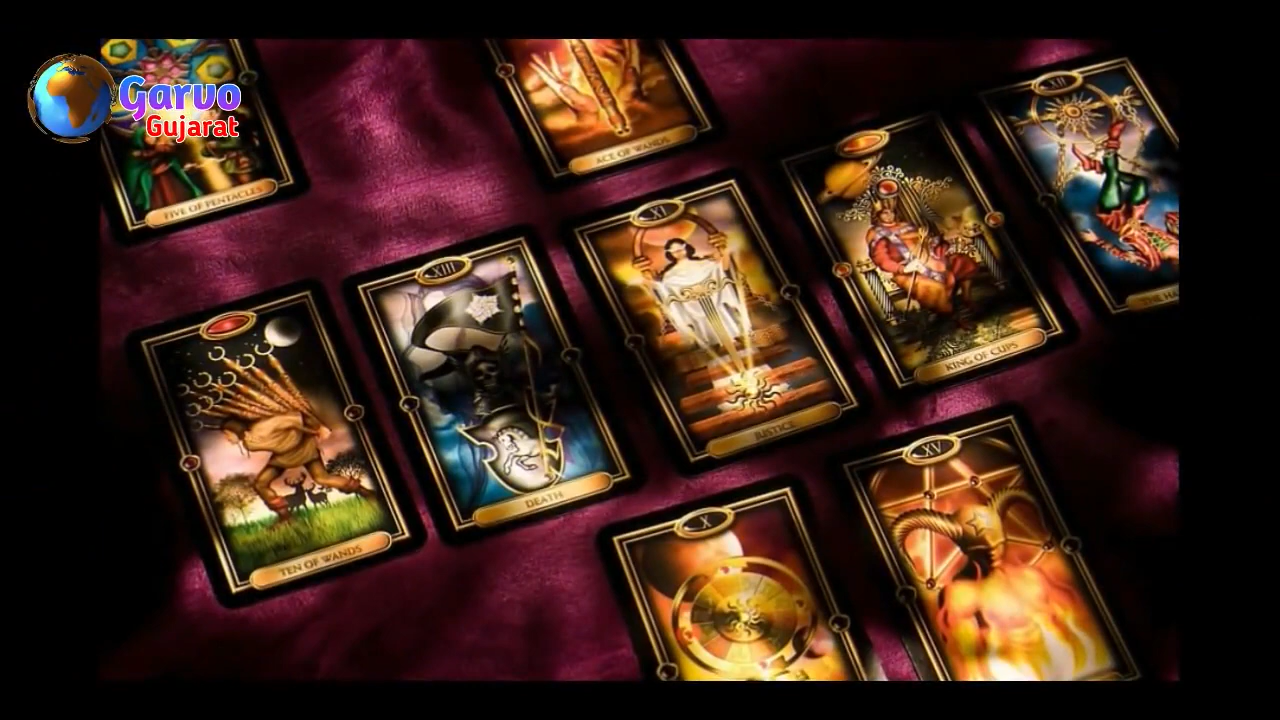 Garvo
Gujarat
FIVE OF PENTACLES
ACE OF WANDS
XII
XI
KING OF CUPS
XIII
JUSTICE
DEATH
XV
TEN OF WANDS
X